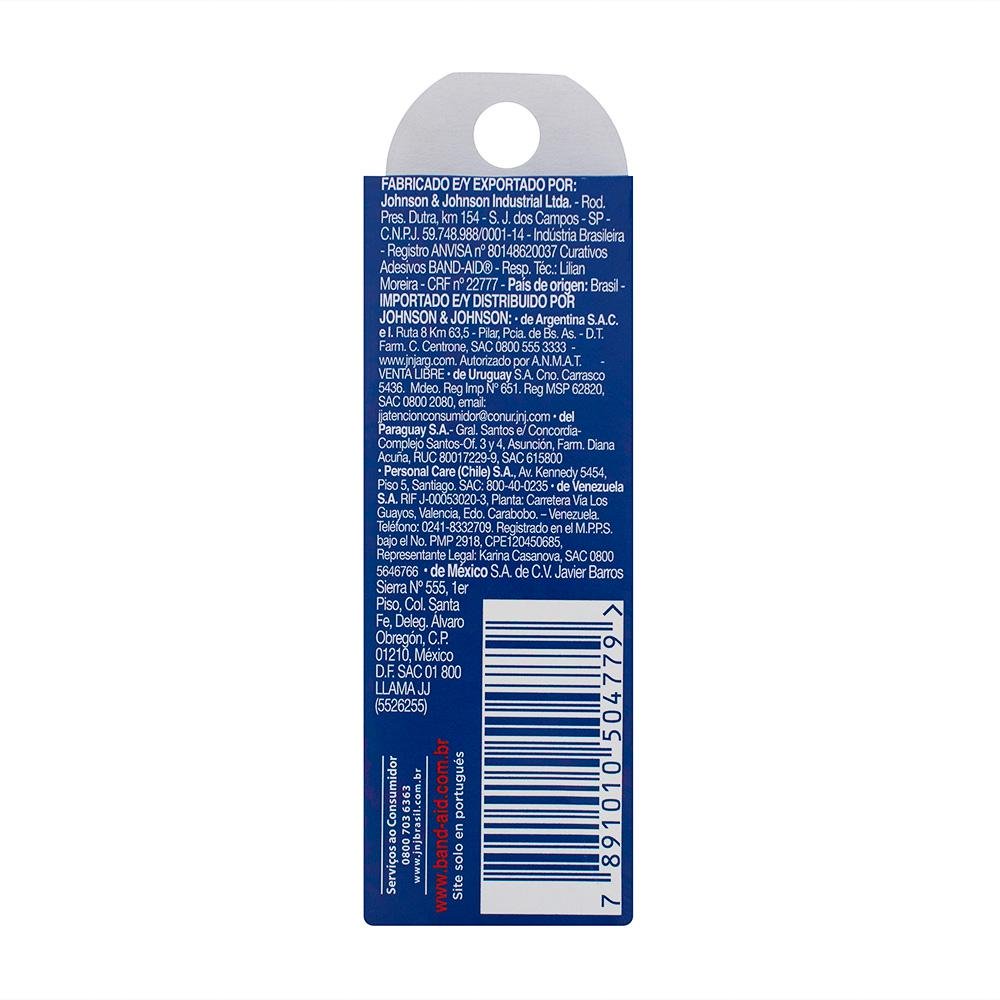 FABRICADO E/Y EXPORTADO POR:
Johnson & Johnson Industrial Ltda. - Rod.
Pres. Dutra, km 154 - S. J. dos Campos - SP -
C.N.P.J. 59.748.988/0001-14 - Indústria Brasileira
- Registro ANVISA nº 80148620037 Curativos
Adesivos BAND-AID® - Resp. Téc.: Lilian
Moreira - CRF nº 22777 - País de origen: Brasil -
IMPORTADO E/Y DISTRIBUIDO POR
JOHNSON & JOHNSON: • de Argentina S.A.C.
e I. Ruta 8 Km 63,5 - Pilar, Pcia. de Bs. As. - D.T.
Farm. C. Centrone, SAC 0800 555 3333 -
www.jnjarg.com. Autorizado por A.N.M.A.T. -
VENTA LIBRE • de Uruguay S.A. Cno. Carrasco
5436. Mdeo. Reg Imp Nº 651. Reg MSP 62820,
SAC 0800 2080, email:
jjatencionconsumidor@conur.jnj.com • del
Paraguay S.A.- Gral. Santos e/ Concordia-
Complejo Santos-Of. 3 y 4, Asunción, Farm. Diana
Acuña, RUC 80017229-9, SAC 615800
• Personal Care (Chile) S.A., Av. Kennedy 5454,
Piso 5, Santiago. SAC: 800-40-0235 • de Venezuela
S.A. RIF J-00053020-3, Planta: Carretera Vía Los
Guayos, Valencia, Edo. Carabobo. – Venezuela.
Teléfono: 0241-8332709. Registrado en el M.P.P.S.
bajo el No. PMP 2918, CPE120450685,
Representante Legal: Karina Casanova, SAC 0800
5646766 • de México S.A. de C.V. Javier Barros
Sierra Nº 555, 1er
Piso, Col. Santa
Fe, Deleg. Álvaro
Obregón, C.P.
01210, México
D.F. SAC 01 800
LLAMA JJ
(5526255)
Serviços ao Consumidor
0800 703 6363
www.jnjbrasil.com.br
www.band-aid.com.br
Site solo en portugués
7 891010 504779 >